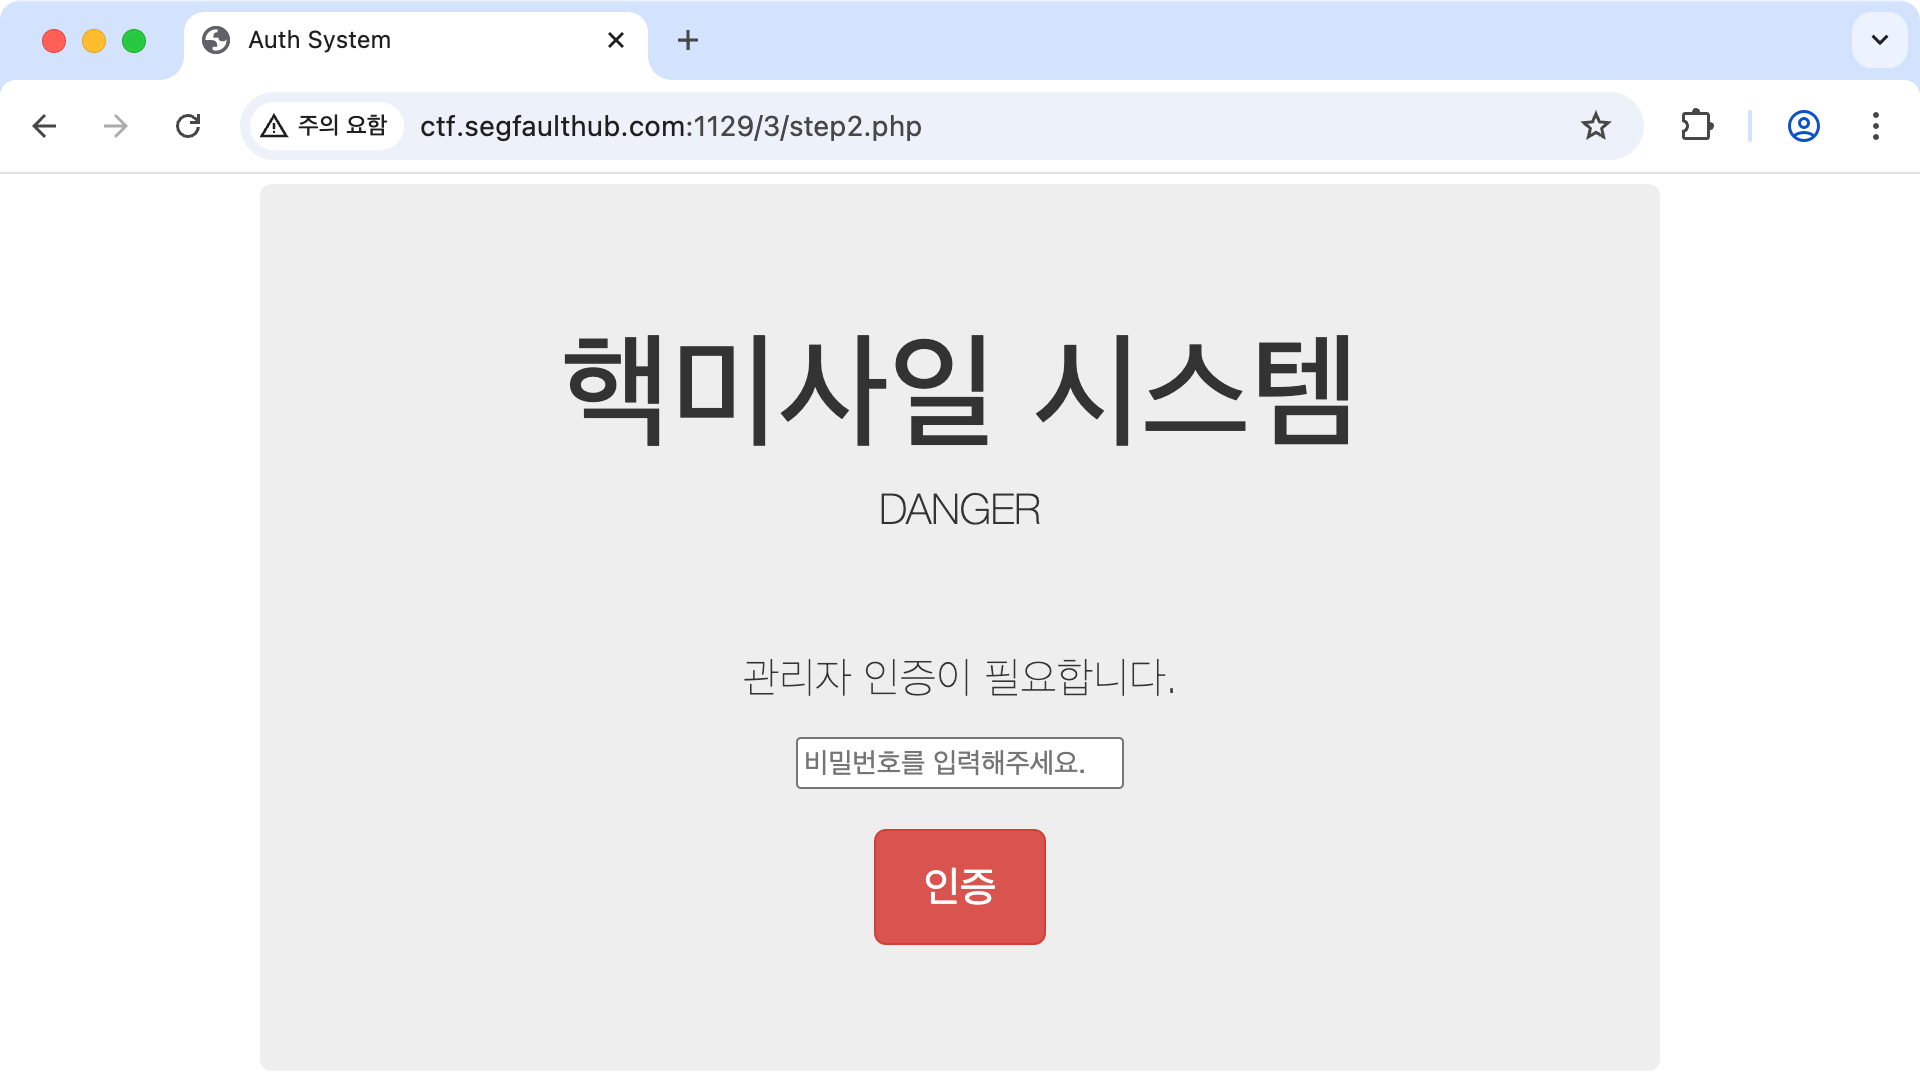 Auth System
주의 요함
ctf.segfaulthub.com:1129/3/step2.php
핵미사일 시스템
DANGER
관리자 인증이 필요합니다.
비밀번호를 입력해주세요.
인증